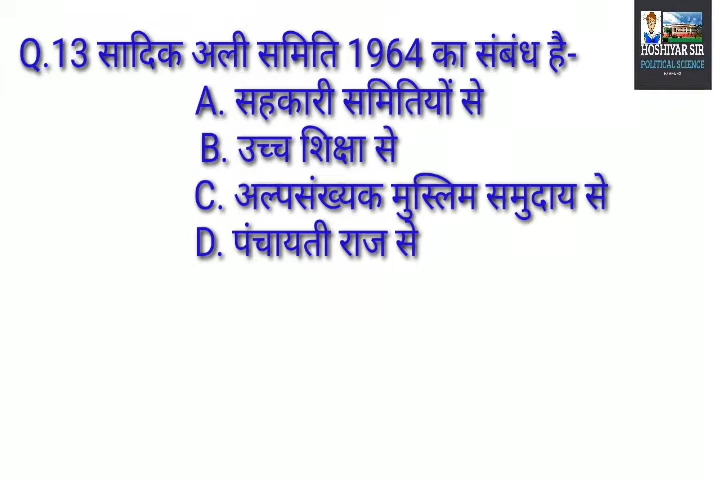 Q.13 सादिक अली समिति 1964 का संबंध है-
A. सहकारी समितियों से
B. उच्च शिक्षा से
C. अल्पसंख्यक मुस्लिम समुदाय से
D. पंचायती राज से
HOSHIYAR SIR
POLITICAL SCIENCE